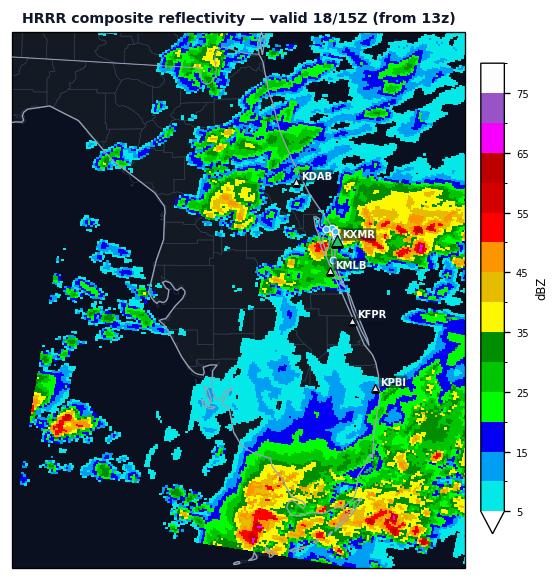 HRRR composite reflectivity — valid 18/15Z (from 13z)
KDAB
KXMR
KMLB
KFPR
KPBI
75
65
55
45
35
25
15
5
dBZ